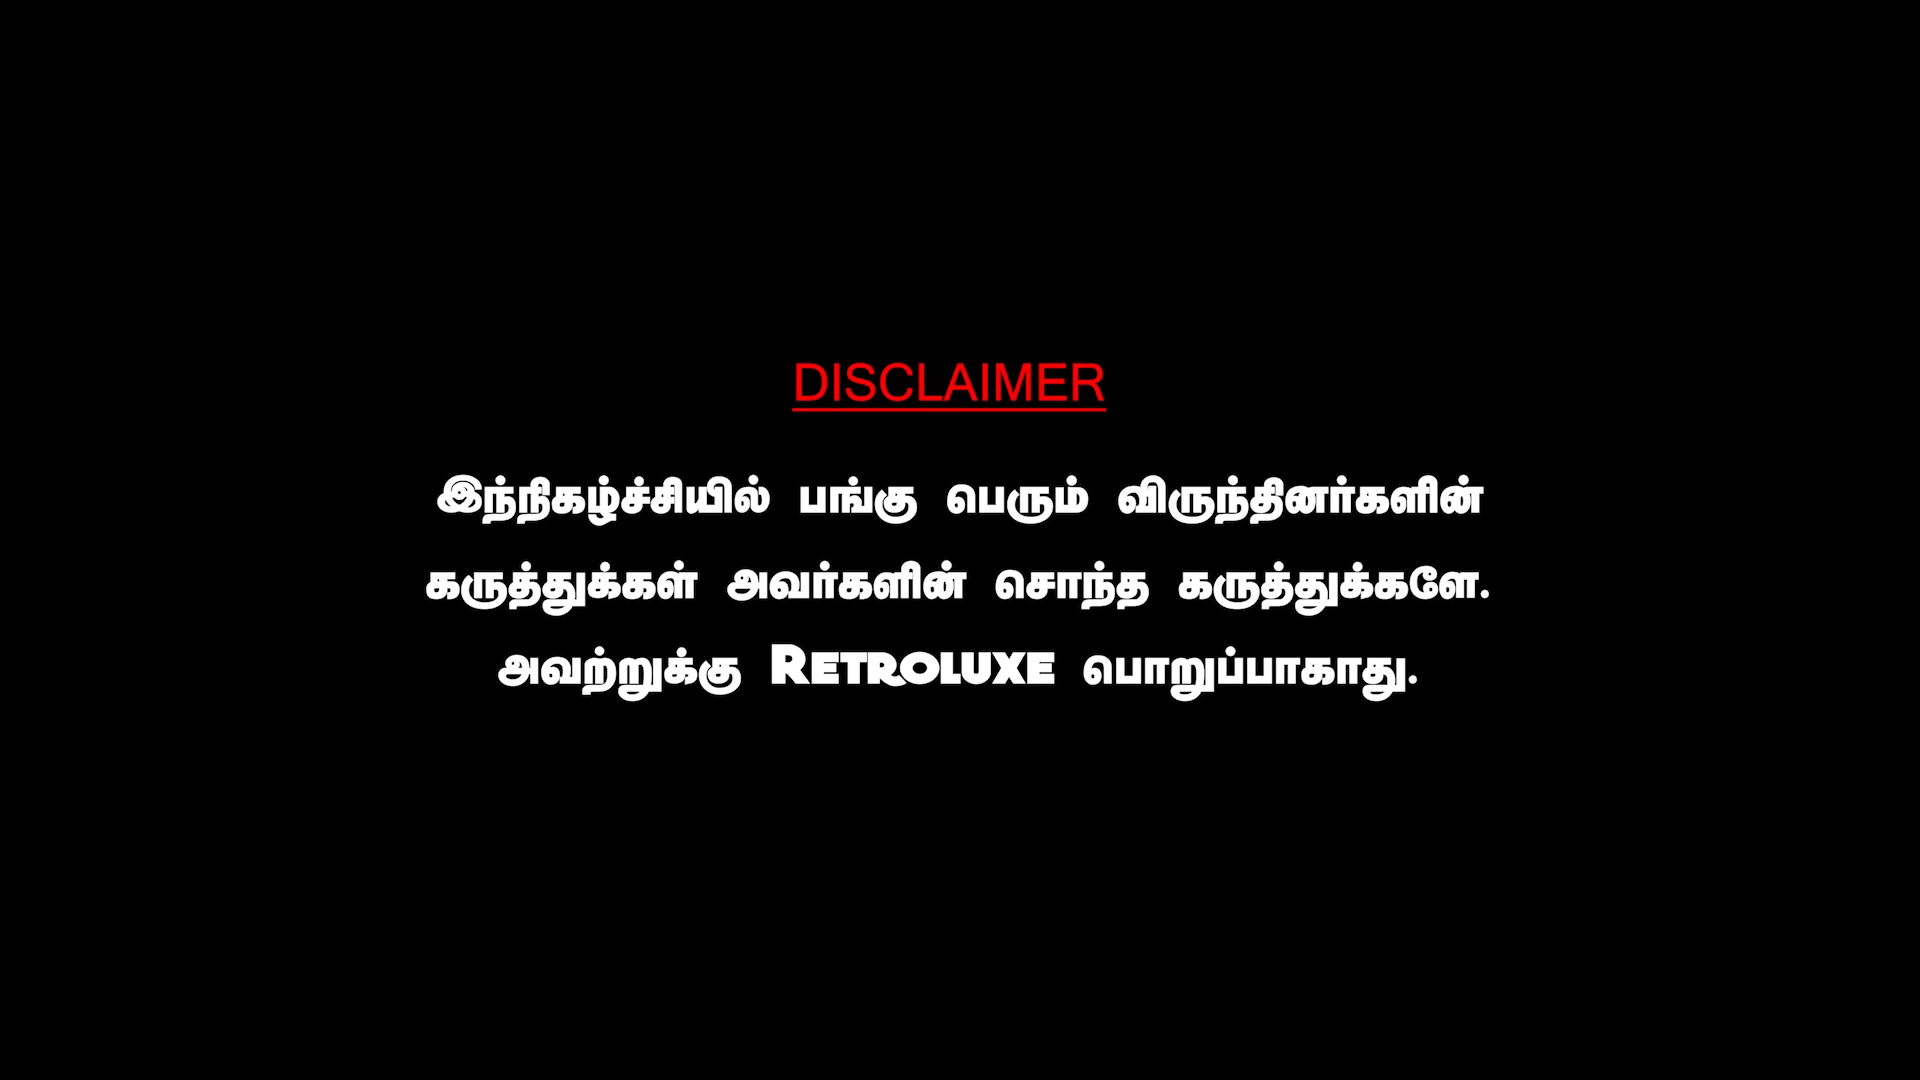 DISCLAIMER
இந்நிகழ்ச்சியில் பங்கு பெரும் விருந்தினர்களின்
கருத்துக்கள் அவர்களின் சொந்த கருத்துக்களே.
அவற்றுக்கு RETROLUXE பொறுப்பாகாது.